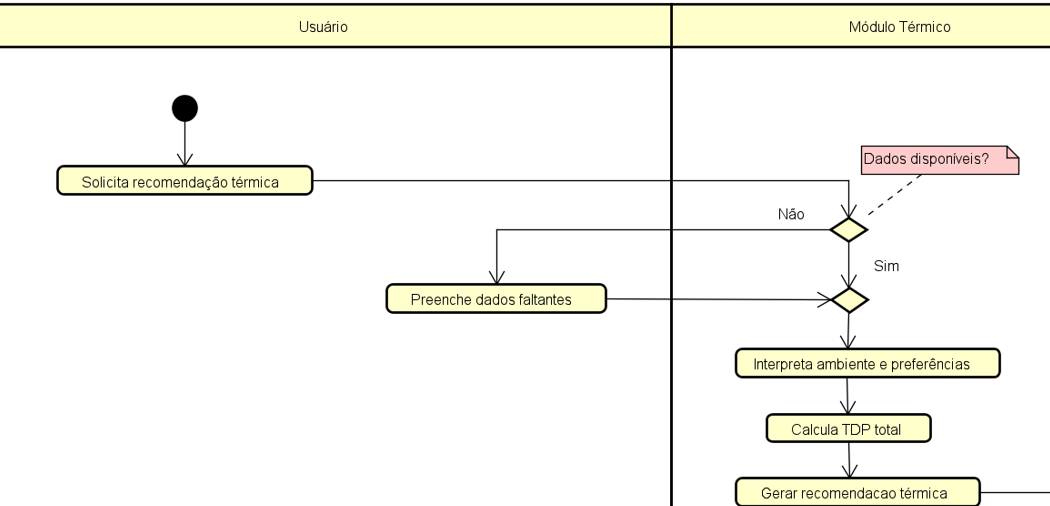 Usuário
Módulo Térmico
Dados disponíveis?
Solicita recomendação térmica
Não
Sim
Preenche dados faltantes
Interpreta ambiente e preferências
Calcula TDP total
Gerar recomendacao térmica